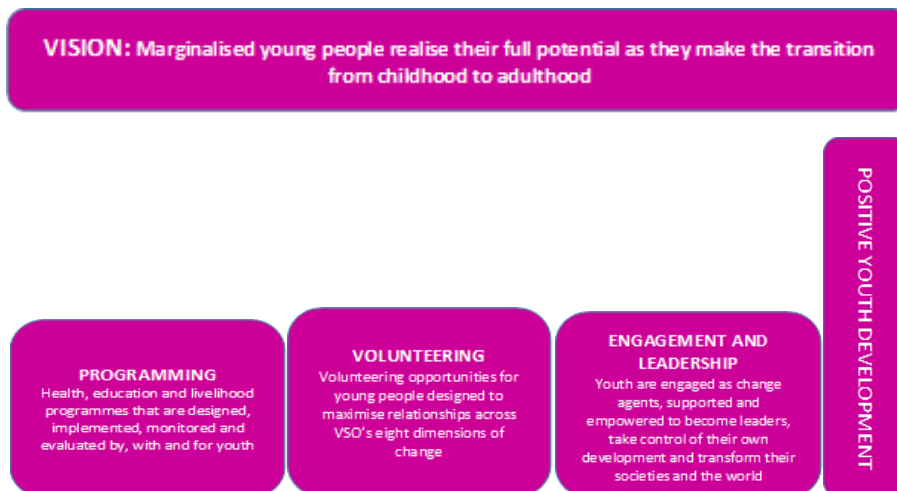 VISION: Marginalised young people realise their full potential as they make the transition
from childhood to adulthood
POSITIVE YOUTH DEVELOPMENT
PROGRAMMING
Health, education and livelihood
programmes that are designed,
implemented, monitored and
evaluated by, with and for youth
VOLUNTEERING
Volunteering opportunities for
young people designed to
maximise relationships across
VSO's eight dimensions of
change
ENGAGEMENT AND
LEADERSHIP
Youth are engaged as change
agents, supported and
empowered to become leaders,
take control of their own
development and transform their
societies and the world